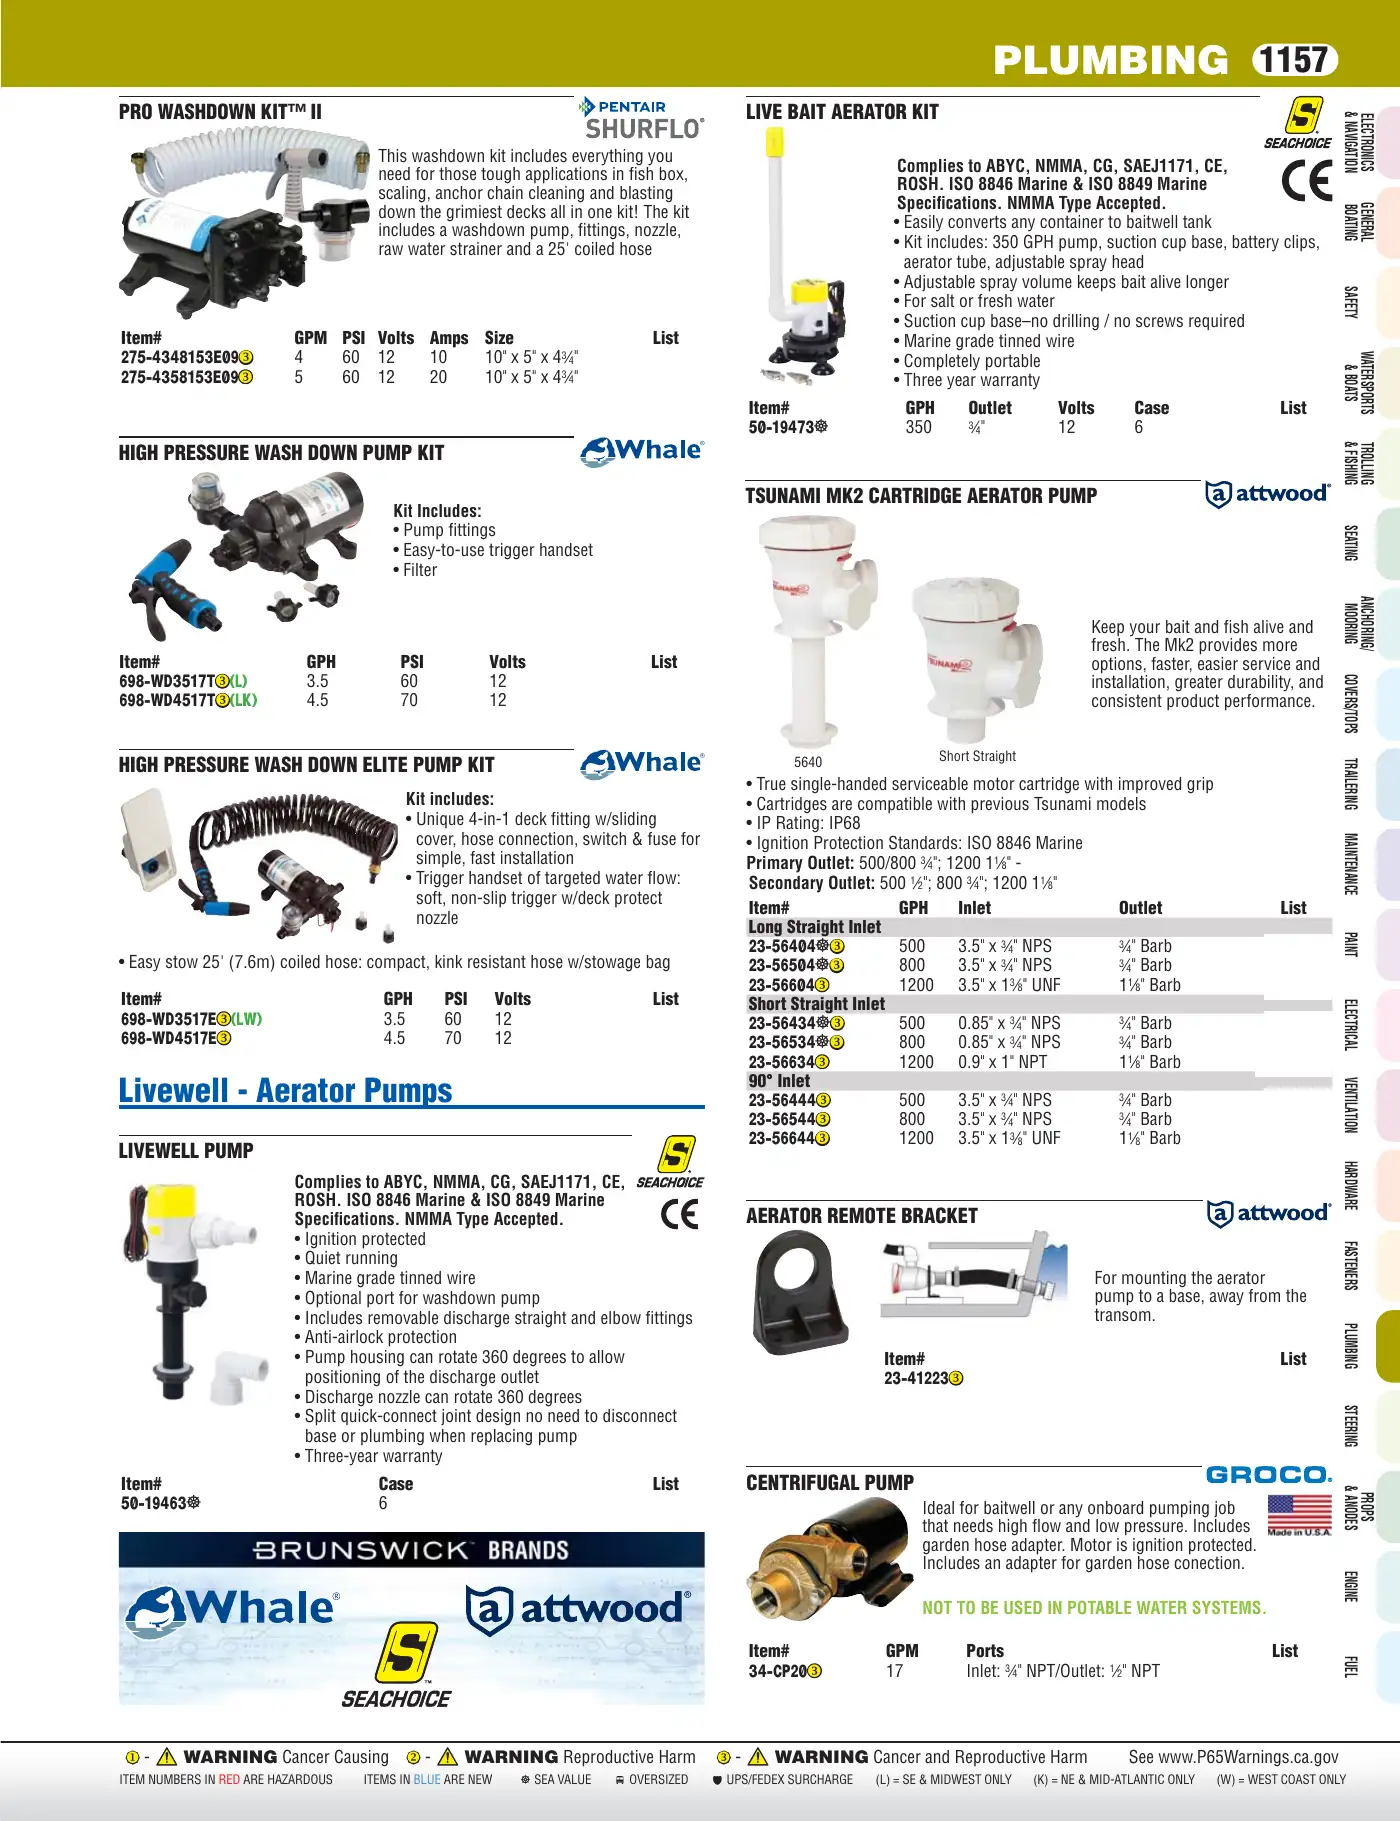 PLUMBING 1157
PRO WASHDOWN KIT™ II
PENTAIR
SHURFLO®
This washdown kit includes everything you
need for those tough applications in fish box,
scaling, anchor chain cleaning and blasting
down the grimiest decks all in one kit! The kit
includes a washdown pump, fittings, nozzle,
raw water strainer and a 25' coiled hose
Item# GPM PSI Volts Amps Size List
275-4348153E09③ 4 60 12 10 10" x 5" x 4¾"
275-4358153E09③ 5 60 12 20 10" x 5" x 4¾"
HIGH PRESSURE WASH DOWN PUMP KIT
Whale®
Kit Includes:
• Pump fittings
• Easy-to-use trigger handset
• Filter
Item# GPH PSI Volts List
698-WD3517T③(L) 3.5 60 12
698-WD4517T③(LK) 4.5 70 12
HIGH PRESSURE WASH DOWN ELITE PUMP KIT
Whale®
Kit includes:
• Unique 4-in-1 deck fitting w/sliding
cover, hose connection, switch & fuse for
simple, fast installation
• Trigger handset of targeted water flow:
soft, non-slip trigger w/deck protect
nozzle
• Easy stow 25' (7.6m) coiled hose: compact, kink resistant hose w/stowage bag
Item# GPH PSI Volts List
698-WD3517E③(LW) 3.5 60 12
698-WD4517E③ 4.5 70 12
Livewell - Aerator Pumps
LIVEWELL PUMP
S
SEACHOICE
CE
Complies to ABYC, NMMA, CG, SAEJ1171, CE,
ROSH. ISO 8846 Marine & ISO 8849 Marine
Specifications. NMMA Type Accepted.
• Ignition protected
• Quiet running
• Marine grade tinned wire
• Optional port for washdown pump
• Includes removable discharge straight and elbow fittings
• Anti-airlock protection
• Pump housing can rotate 360 degrees to allow
positioning of the discharge outlet
• Discharge nozzle can rotate 360 degrees
• Split quick-connect joint design no need to disconnect
base or plumbing when replacing pump
• Three-year warranty
Item# Case List
50-19463☸ 6
BRUNSWICK™ BRANDS
Whale®
attwood®
S™
SEACHOICE
LIVE BAIT AERATOR KIT
S
SEACHOICE
CE
Complies to ABYC, NMMA, CG, SAEJ1171, CE,
ROSH. ISO 8846 Marine & ISO 8849 Marine
Specifications. NMMA Type Accepted.
• Easily converts any container to baitwell tank
• Kit includes: 350 GPH pump, suction cup base, battery clips,
aerator tube, adjustable spray head
• Adjustable spray volume keeps bait alive longer
• For salt or fresh water
• Suction cup base–no drilling / no screws required
• Marine grade tinned wire
• Completely portable
• Three year warranty
Item# GPH Outlet Volts Case List
50-19473☸ 350 ¾" 12 6
TSUNAMI MK2 CARTRIDGE AERATOR PUMP
attwood®
TSUNAMI2
TSUNAMI2
Keep your bait and fish alive and
fresh. The Mk2 provides more
options, faster, easier service and
installation, greater durability, and
consistent product performance.
5640
Short Straight
• True single-handed serviceable motor cartridge with improved grip
• Cartridges are compatible with previous Tsunami models
• IP Rating: IP68
• Ignition Protection Standards: ISO 8846 Marine
Primary Outlet: 500/800 ¾"; 1200 1⅛" -
Secondary Outlet: 500 ½"; 800 ¾"; 1200 1⅛"
Item# GPH Inlet Outlet List
Long Straight Inlet
23-56404☸③ 500 3.5" x ¾" NPS ¾" Barb
23-56504☸③ 800 3.5" x ¾" NPS ¾" Barb
23-56604③ 1200 3.5" x 1⅜" UNF 1⅛" Barb
Short Straight Inlet
23-56434☸③ 500 0.85" x ¾" NPS ¾" Barb
23-56534☸③ 800 0.85" x ¾" NPS ¾" Barb
23-56634③ 1200 0.9" x 1" NPT 1⅛" Barb
90° Inlet
23-56444③ 500 3.5" x ¾" NPS ¾" Barb
23-56544③ 800 3.5" x ¾" NPS ¾" Barb
23-56644③ 1200 3.5" x 1⅜" UNF 1⅛" Barb
AERATOR REMOTE BRACKET
attwood®
For mounting the aerator
pump to a base, away from the
transom.
Item# List
23-41223③
CENTRIFUGAL PUMP
GROCO®
Made in U.S.A.
Ideal for baitwell or any onboard pumping job
that needs high flow and low pressure. Includes
garden hose adapter. Motor is ignition protected.
Includes an adapter for garden hose conection.
NOT TO BE USED IN POTABLE WATER SYSTEMS.
Item# GPM Ports List
34-CP20③ 17 Inlet: ¾" NPT/Outlet: ½" NPT
ELECTRONICS
& NAVIGATION
GENERAL
BOATING
SAFETY
WATERSPORTS
& BOATS
TROLLING
& FISHING
SEATING
ANCHORING/
MOORING
COVERS/TOPS
TRAILERING
MAINTENANCE
PAINT
ELECTRICAL
VENTILATION
HARDWARE
FASTENERS
PLUMBING
STEERING
PROPS
& ANODES
ENGINE
FUEL
① - ⚠ WARNING Cancer Causing ② - ⚠ WARNING Reproductive Harm ③ - ⚠ WARNING Cancer and Reproductive Harm See www.P65Warnings.ca.gov
ITEM NUMBERS IN RED ARE HAZARDOUS ITEMS IN BLUE ARE NEW ☸ SEA VALUE OVERSIZED UPS/FEDEX SURCHARGE (L) = SE & MIDWEST ONLY (K) = NE & MID-ATLANTIC ONLY (W) = WEST COAST ONLY